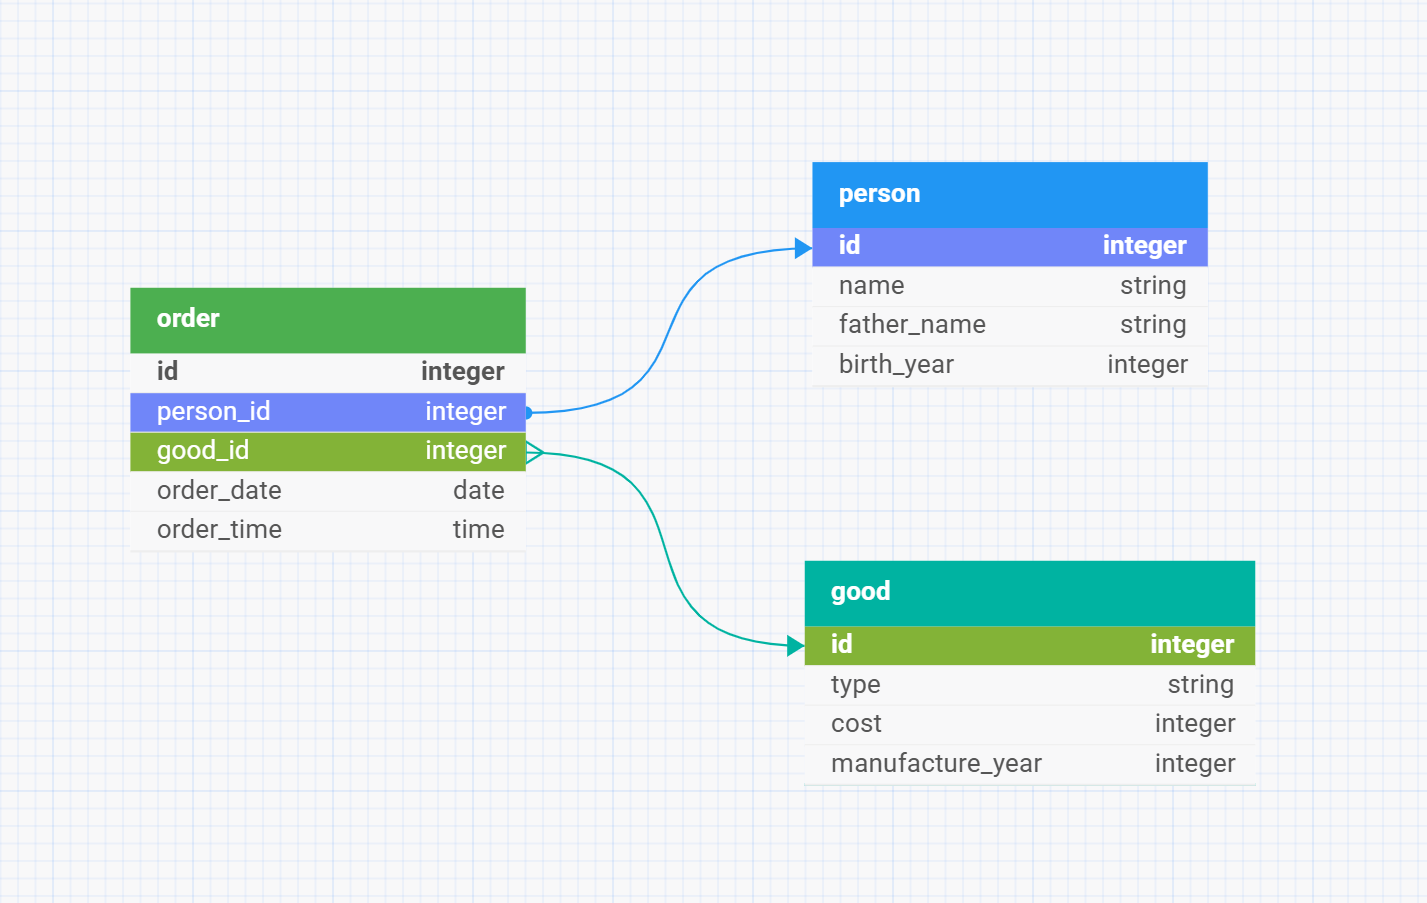 order
id integer
person_id integer
good_id integer
order_date date
order_time time
person
id integer
name string
father_name string
birth_year integer
good
id integer
type string
cost integer
manufacture_year integer